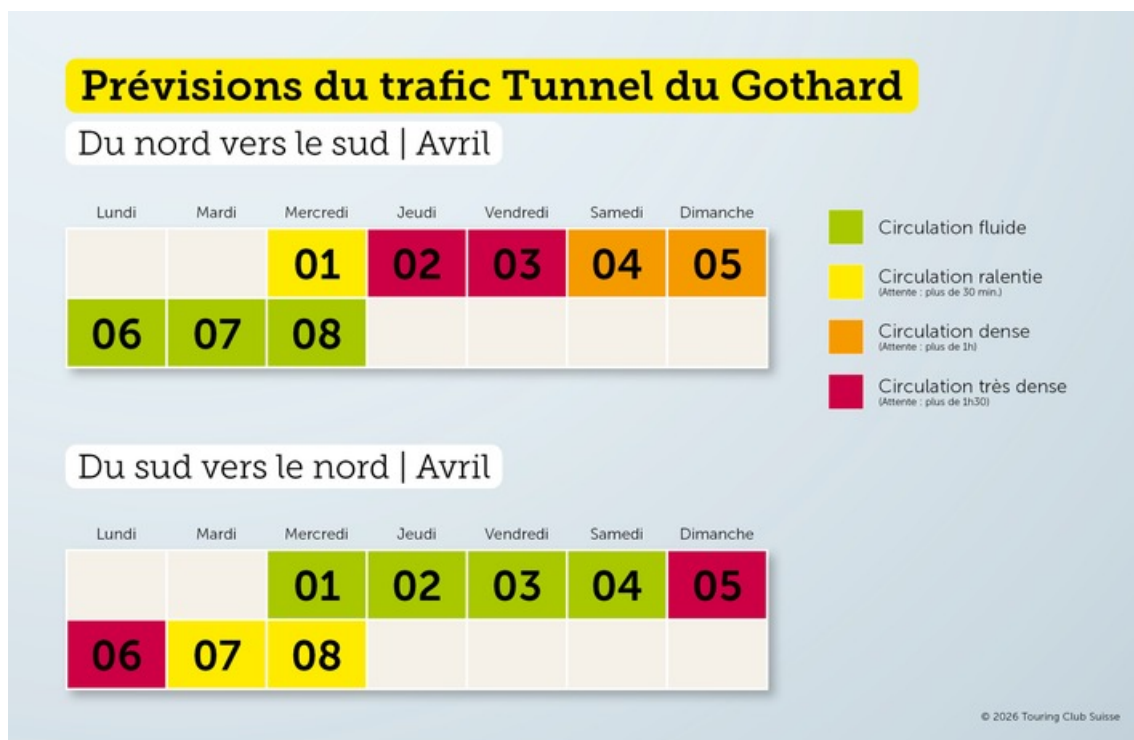 Prévisions du trafic Tunnel du Gothard
Du nord vers le sud | Avril
Lundi Mardi Mercredi Jeudi Vendredi Samedi Dimanche
01 02 03 04 05
06 07 08
Circulation fluide
Circulation ralentie
(Attente : plus de 30 min.)
Circulation dense
(Attente : plus de 1h)
Circulation très dense
(Attente : plus de 1h30)
Du sud vers le nord | Avril
Lundi Mardi Mercredi Jeudi Vendredi Samedi Dimanche
01 02 03 04 05
06 07 08
© 2026 Touring Club Suisse